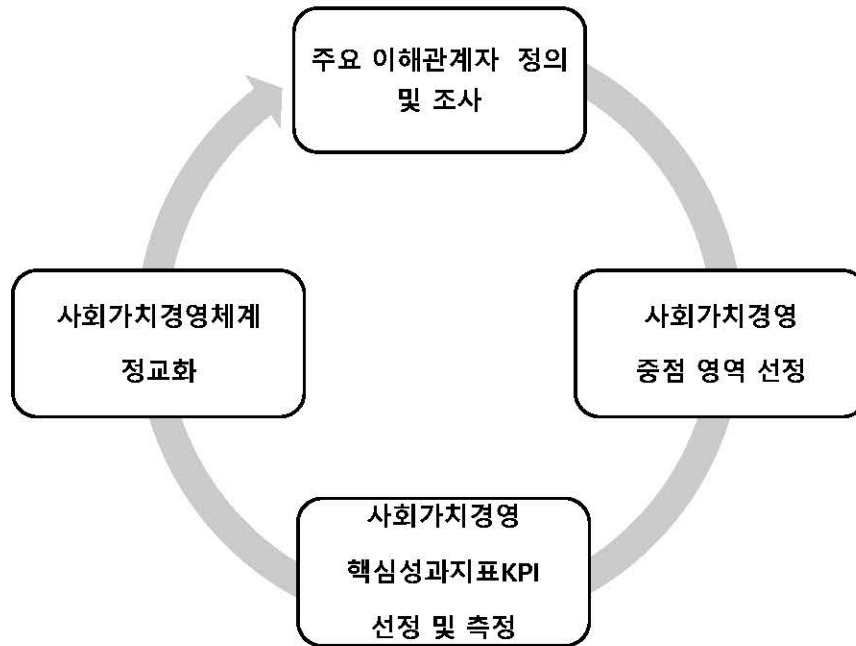 주요 이해관계자 정의
및 조사
사회가치경영
중점 영역 선정
사회가치경영
핵심성과지표KPI
선정 및 측정
사회가치경영체계
정교화